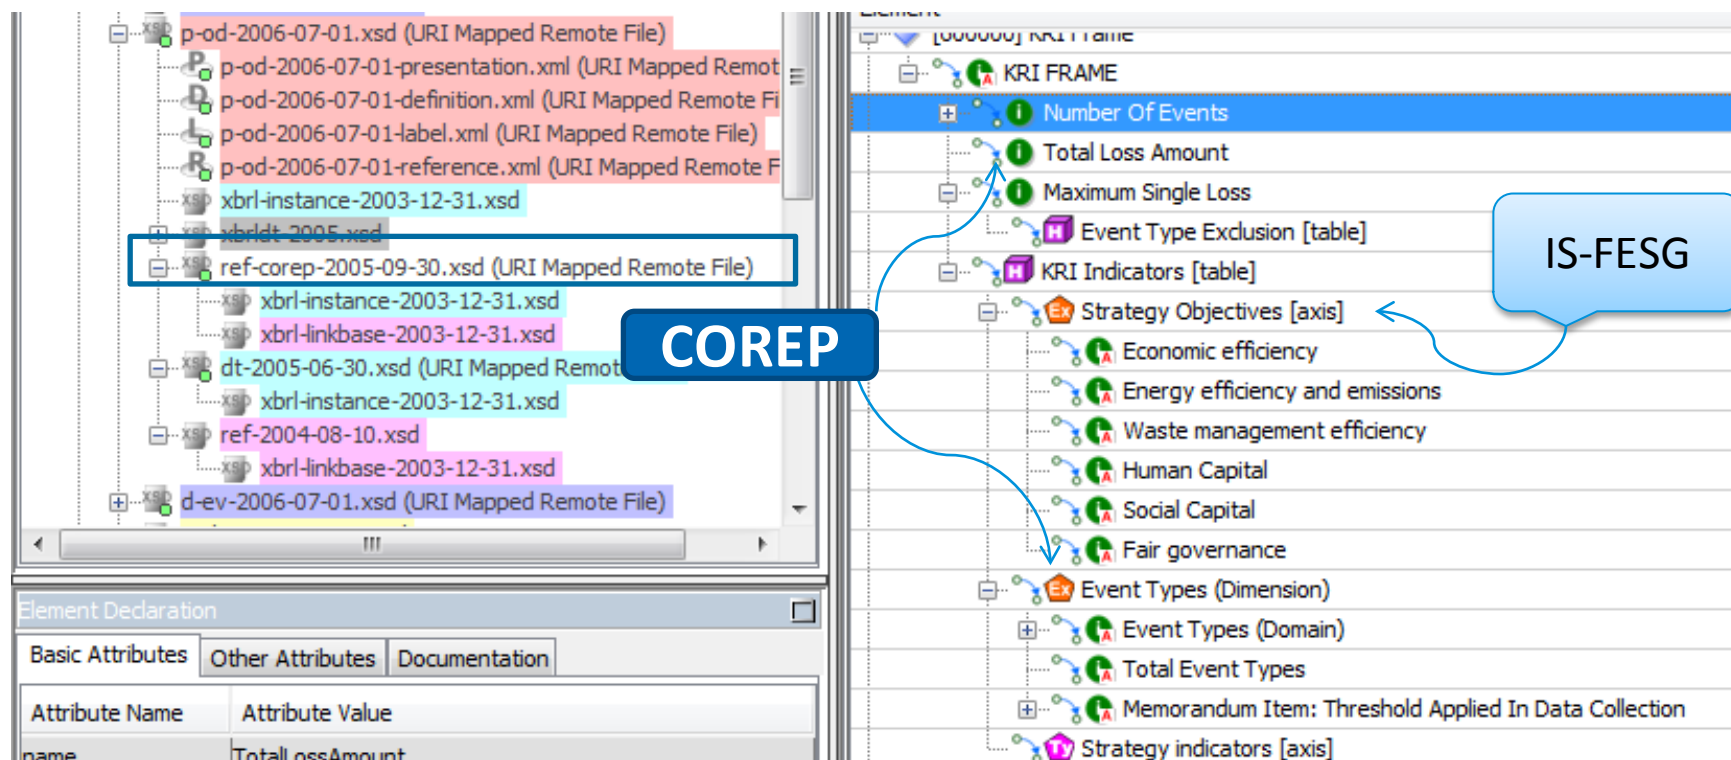 p-od-2006-07-01.xsd (URI Mapped Remote File)
p-od-2006-07-01-presentation.xml (URI Mapped Remot
p-od-2006-07-01-definition.xml (URI Mapped Remote Fi
p-od-2006-07-01-label.xml (URI Mapped Remote File)
p-od-2006-07-01-reference.xml (URI Mapped Remote F
xbrl-instance-2003-12-31.xsd
xbrldt-2005.xsd
ref-corep-2005-09-30.xsd (URI Mapped Remote File)
xbrl-instance-2003-12-31.xsd
xbrl-linkbase-2003-12-31.xsd
dt-2005-06-30.xsd (URI Mapped Remot
xbrl-instance-2003-12-31.xsd
ref-2004-08-10.xsd
xbrl-linkbase-2003-12-31.xsd
d-ev-2006-07-01.xsd (URI Mapped Remote File)
COREP
Element Declaration
Basic Attributes Other Attributes Documentation
Attribute Name Attribute Value
name TotalLossAmount
Element
[000000] KRI Frame
KRI FRAME
Number Of Events
Total Loss Amount
Maximum Single Loss
Event Type Exclusion [table]
KRI Indicators [table]
Strategy Objectives [axis]
Economic efficiency
Energy efficiency and emissions
Waste management efficiency
Human Capital
Social Capital
Fair governance
Event Types (Dimension)
Event Types (Domain)
Total Event Types
Memorandum Item: Threshold Applied In Data Collection
Strategy indicators [axis]
IS-FESG